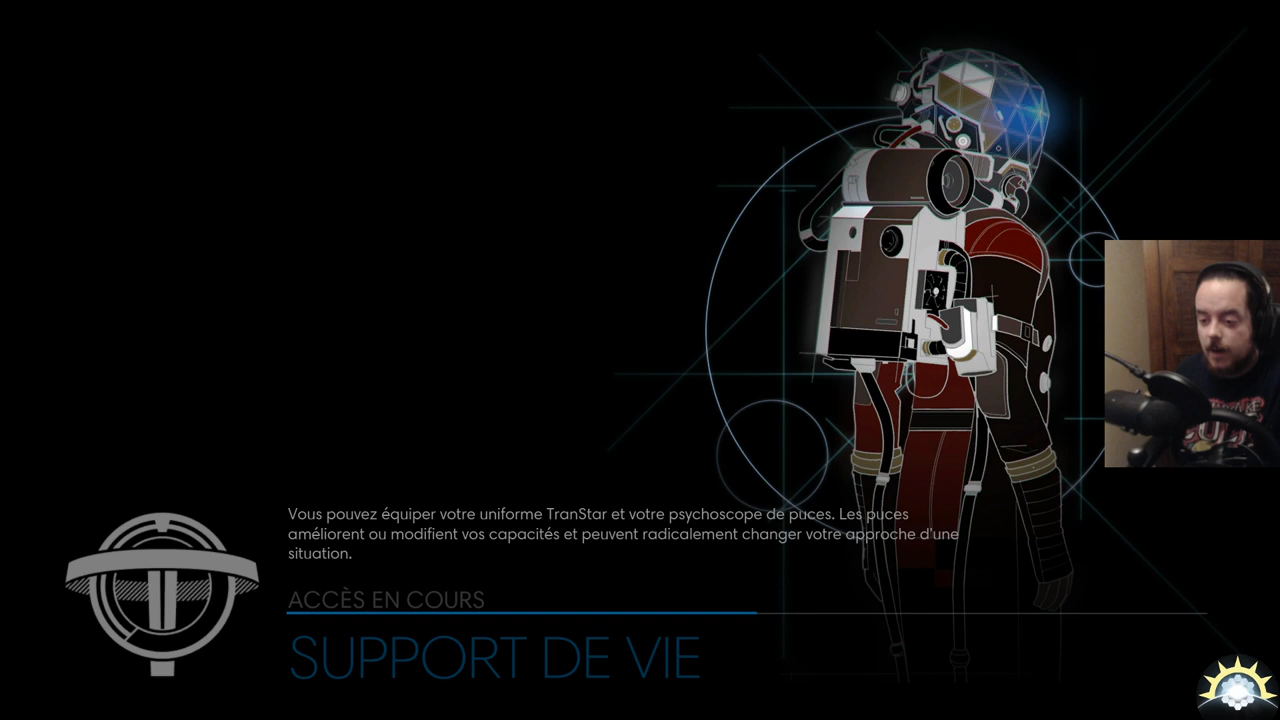 Vous pouvez équiper votre uniforme TranStar et votre psychoscope de puces. Les puces
améliorent ou modifient vos capacités et peuvent radicalement changer votre approche d'une
situation.
ACCÈS EN COURS
SUPPORT DE VIE